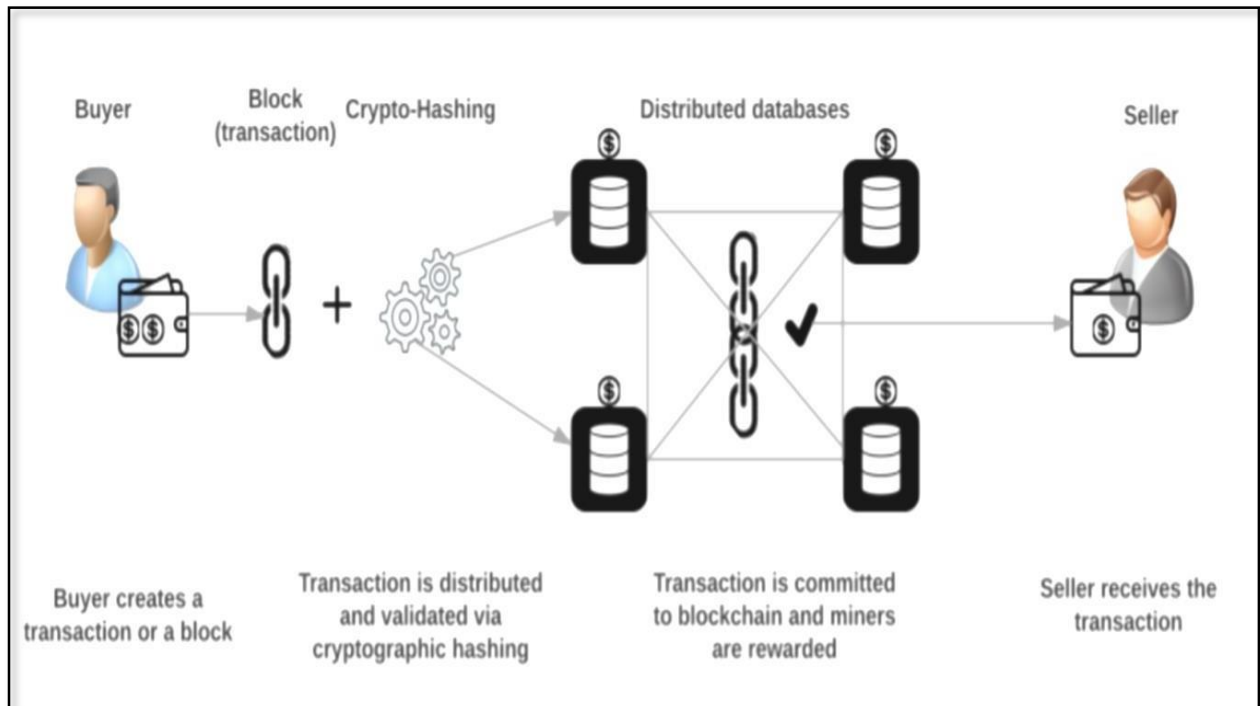 Buyer
Block
(transaction)
Crypto-Hashing
Distributed databases
Seller
$
$
$ $
$
$
$
Buyer creates a
transaction or a block
Transaction is distributed
and validated via
cryptographic hashing
Transaction is committed
to blockchain and miners
are rewarded
Seller receives the
transaction